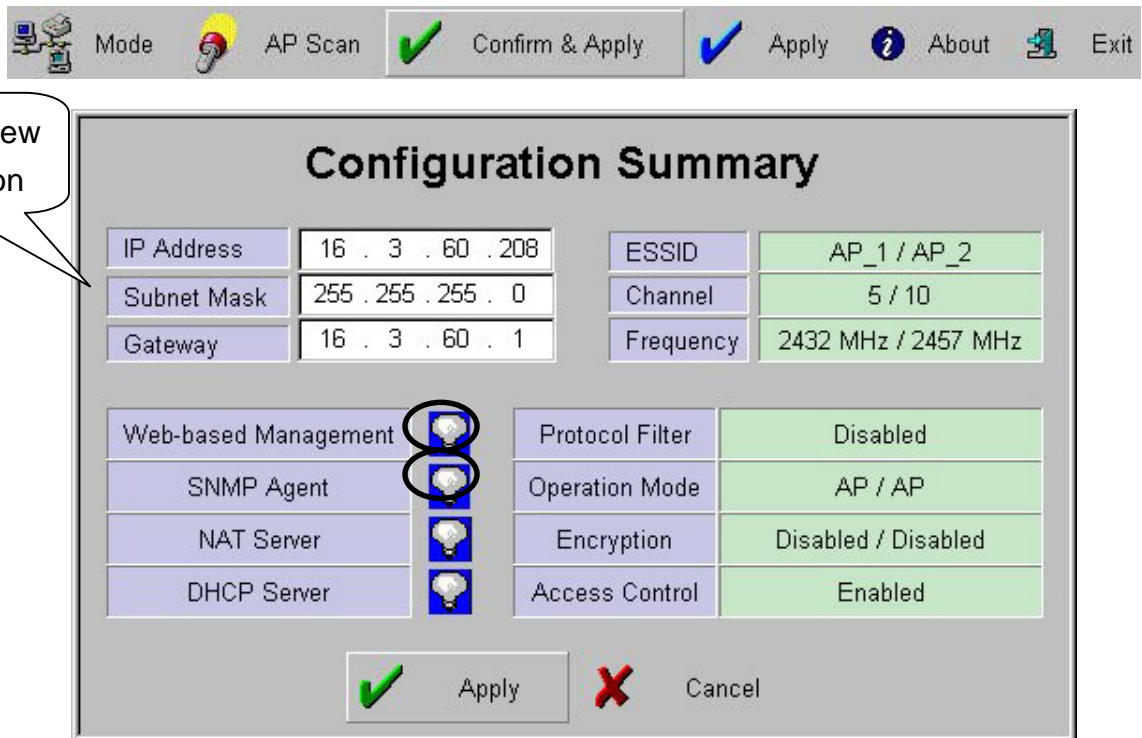 Mode AP Scan Confirm & Apply Apply About Exit
ew
on
Configuration Summary
IP Address 16 . 3 . 60 . 208 ESSID AP_1 / AP_2
Subnet Mask 255 . 255 . 255 . 0 Channel 5 / 10
Gateway 16 . 3 . 60 . 1 Frequency 2432 MHz / 2457 MHz
Web-based Management Protocol Filter Disabled
SNMP Agent Operation Mode AP / AP
NAT Server Encryption Disabled / Disabled
DHCP Server Access Control Enabled
Apply Cancel